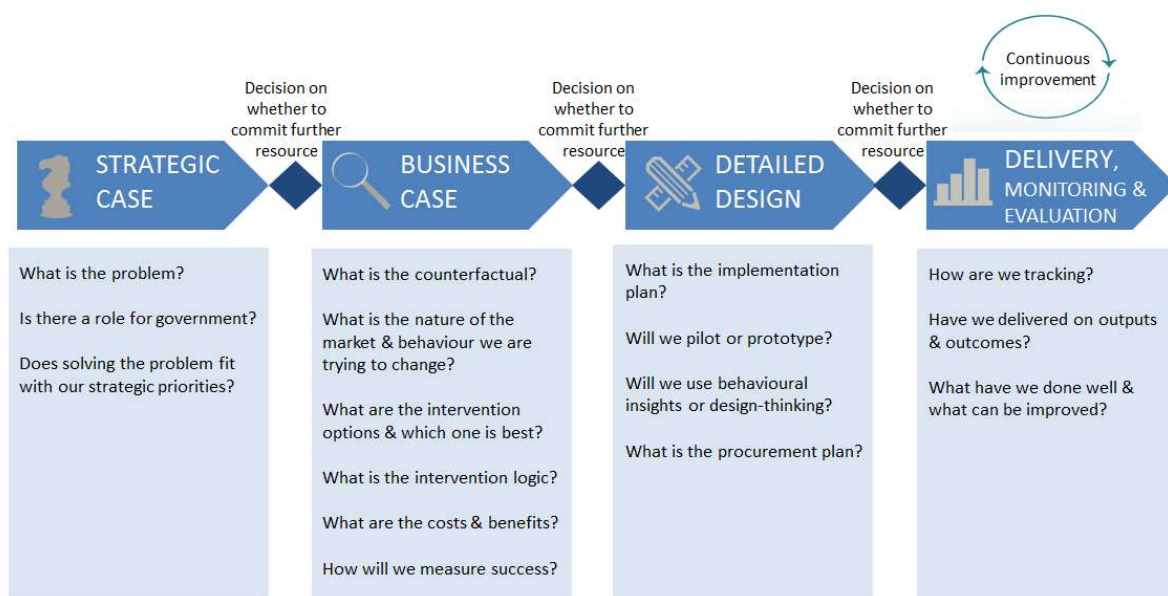 Continuous
improvement
Decision on
whether to
commit further
resource
Decision on
whether to
commit further
resource
Decision on
whether to
commit further
resource
STRATEGIC
CASE
BUSINESS
CASE
DETAILED
DESIGN
DELIVERY,
MONITORING &
EVALUATION
What is the problem?
Is there a role for government?
Does solving the problem fit
with our strategic priorities?
What is the counterfactual?
What is the nature of the
market & behaviour we are
trying to change?
What are the intervention
options & which one is best?
What is the intervention logic?
What are the costs & benefits?
How will we measure success?
What is the implementation
plan?
Will we pilot or prototype?
Will we use behavioural
insights or design-thinking?
What is the procurement plan?
How are we tracking?
Have we delivered on outputs
& outcomes?
What have we done well &
what can be improved?